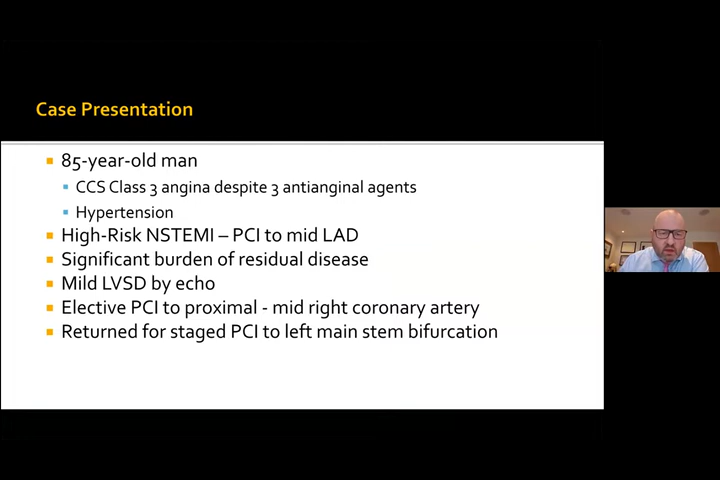 Case Presentation
85-year-old man
CCS Class 3 angina despite 3 antianginal agents
Hypertension
High-Risk NSTEMI – PCI to mid LAD
Significant burden of residual disease
Mild LVSD by echo
Elective PCI to proximal - mid right coronary artery
Returned for staged PCI to left main stem bifurcation